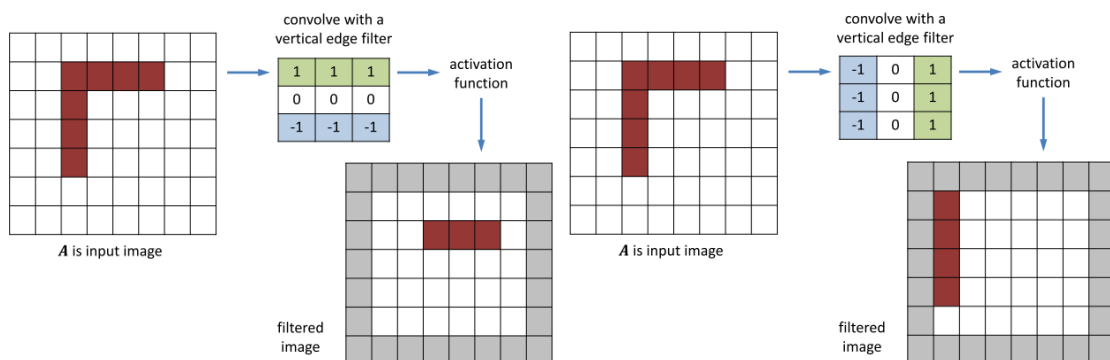 convolve with a
vertical edge filter
1 1 1
0 0 0
-1 -1 -1
activation
function
A is input image
filtered
image
convolve with a
vertical edge filter
-1 0 1
-1 0 1
-1 0 1
activation
function
A is input image
filtered
image